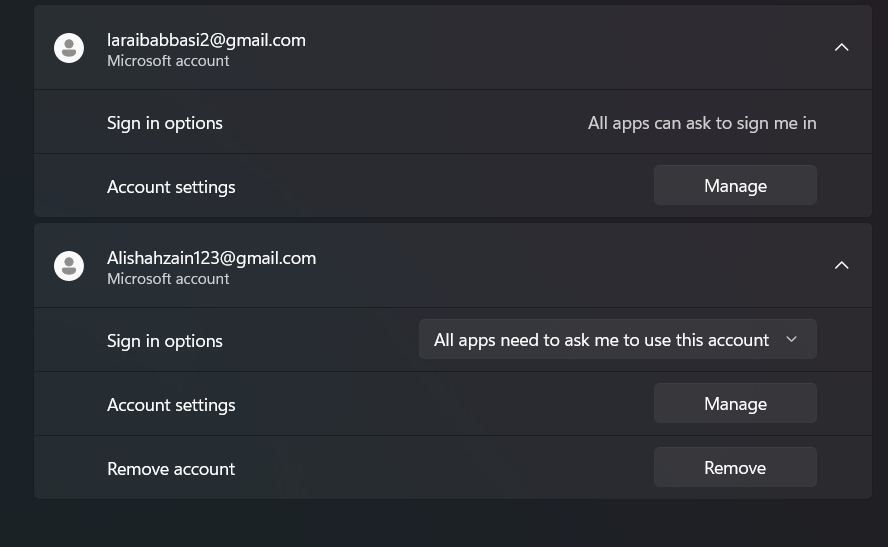 laraibabbasi2@gmail.com
Microsoft account
Sign in options
All apps can ask to sign me in
Account settings
Manage
Alishahzain123@gmail.com
Microsoft account
Sign in options
All apps need to ask me to use this account
Account settings
Manage
Remove account
Remove